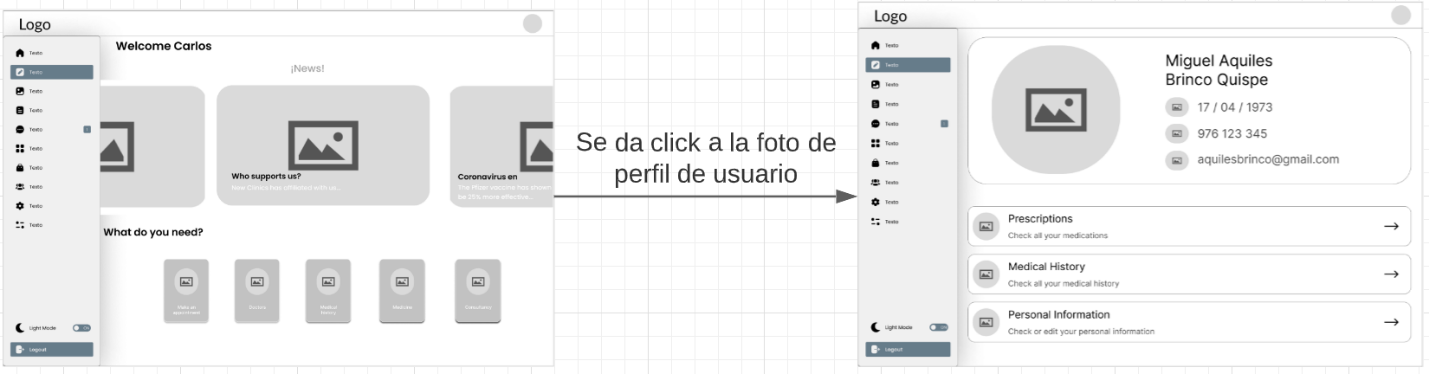 Logo
Texto
Texto
Texto
Texto
Texto
Texto
Texto
Texto
Texto
Texto
Light Mode
Logout
Welcome Carlos
¡News!
Who supports us?
New Clinica has affiliated with us...
Coronavirus en
The Pfizer vaccine has shown
be 25% more effective...
What do you need?
Make an
appointment
Doctors
Medical
history
Medicine
Se da click a la foto de
perfil de usuario
Logo
Texto
Texto
Texto
Texto
Texto
Texto
Texto
Texto
Texto
Texto
Light Mode
Logout
Miguel Aquiles
Brinco Quispe
17 / 04 / 1973
976 123 345
aquilesbrinco@gmail.com
Prescriptions
Check all your medications
Medical History
Check all your medical history
Personal Information
Check or edit your personal information